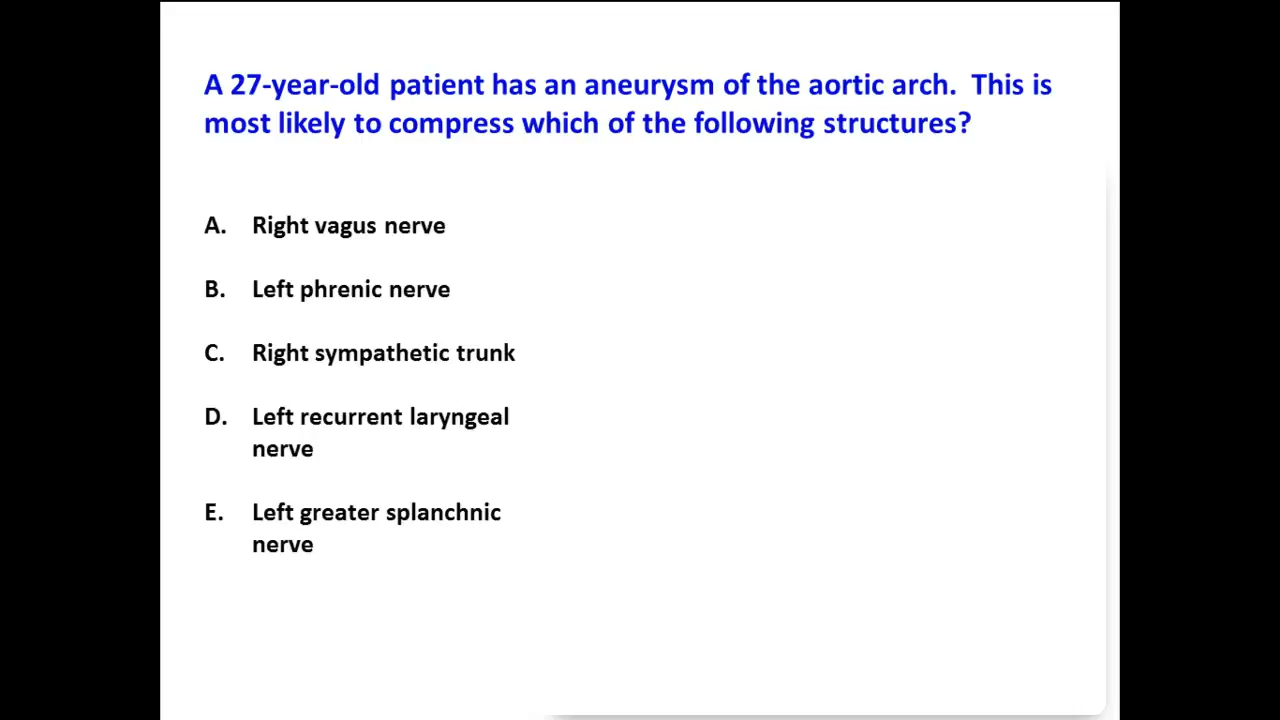 A 27-year-old patient has an aneurysm of the aortic arch. This is
most likely to compress which of the following structures?
A. Right vagus nerve
B. Left phrenic nerve
C. Right sympathetic trunk
D. Left recurrent laryngeal
nerve
E. Left greater splanchnic
nerve